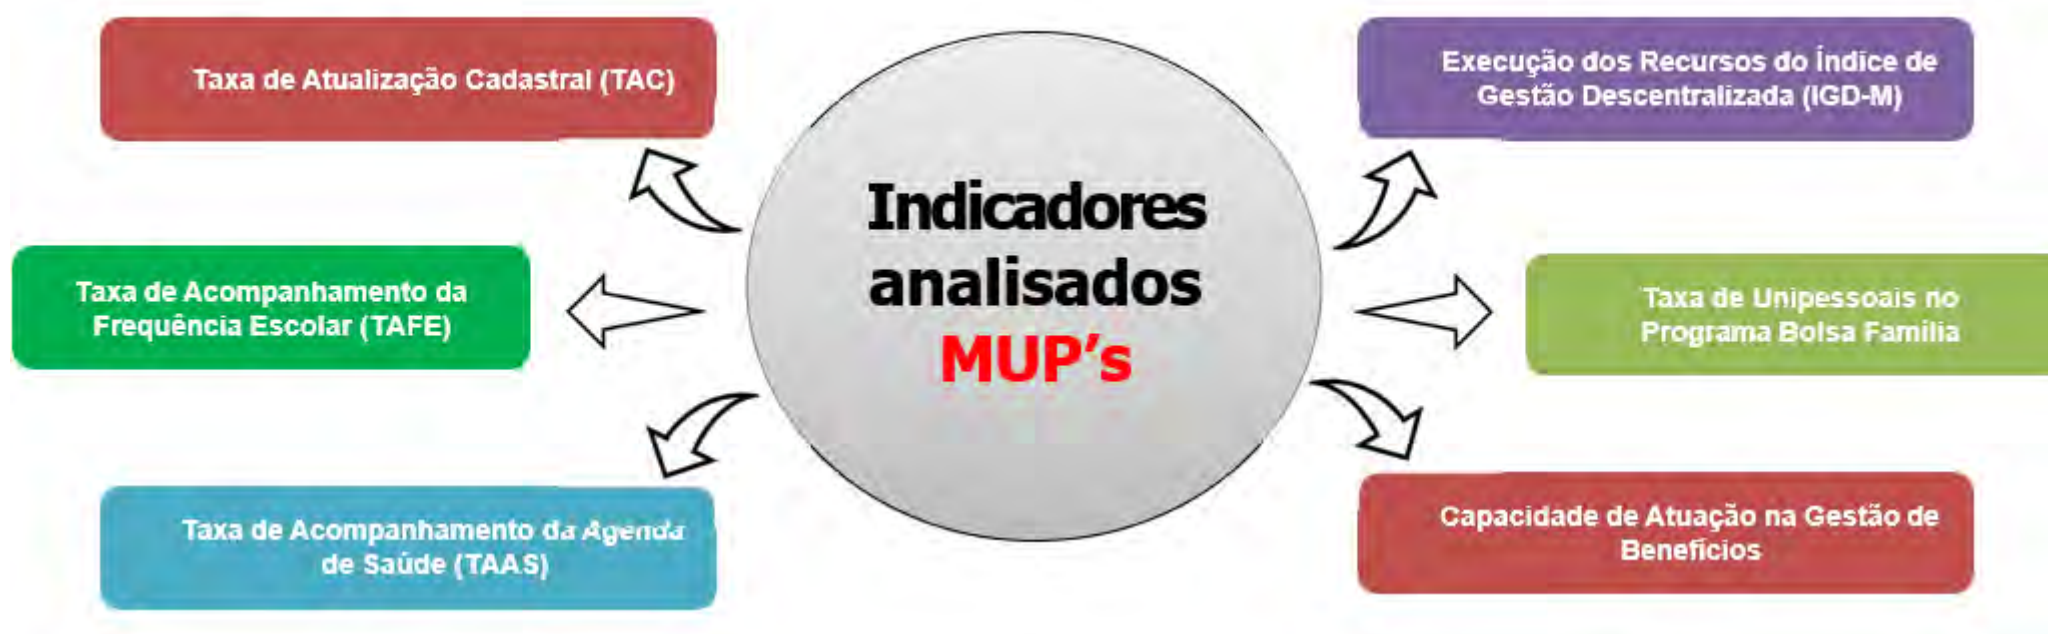 Taxa de Atualização Cadastral (TAC)
Taxa de Acompanhamento da
Frequência Escolar (TAFE)
Taxa de Acompanhamento da Agenda
de Saúde (TAAS)
Indicadores
analisados
MUP’s
Execução dos Recursos do Índice de
Gestão Descentralizada (IGD-M)
Taxa de Unipessoais no
Programa Bolsa Família
Capacidade de Atuação na Gestão de
Benefícios